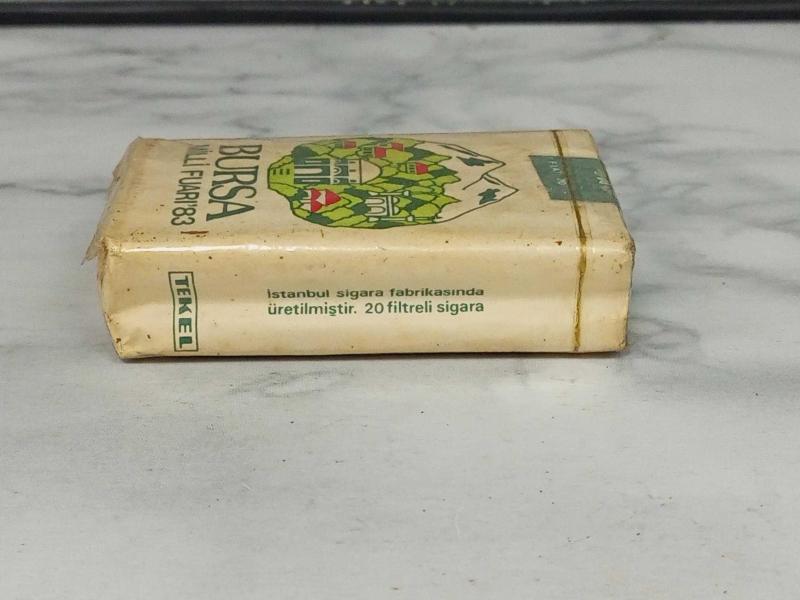 BURSA
MİLLİ FUARI'83
TEKEL
İstanbul sigara fabrikasında
üretilmiştir. 20 filtreli sigara